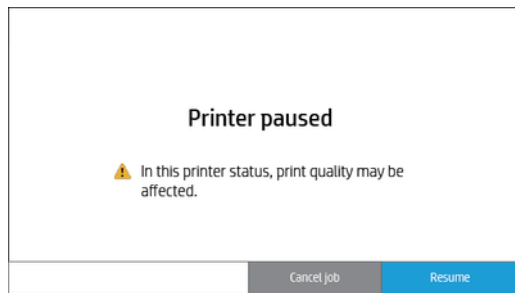 Printer paused
In this printer status, print quality may be
affected.
Cancel job
Resume